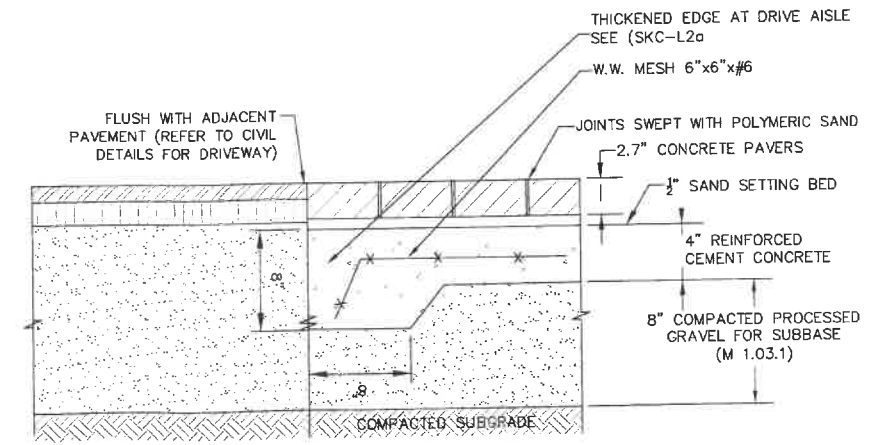 THICKENED EDGE AT DRIVE AISLE
SEE (SKC-L2a
W.W. MESH 6"x6"x#6
FLUSH WITH ADJACENT
PAVEMENT (REFER TO CIVIL
DETAILS FOR DRIVEWAY)
JOINTS SWEPT WITH POLYMERIC SAND
2.7" CONCRETE PAVERS
½" SAND SETTING BED
4" REINFORCED
CEMENT CONCRETE
8"
8" COMPACTED PROCESSED
GRAVEL FOR SUBBASE
(M 1.03.1)
8"
COMPACTED SUBGRADE